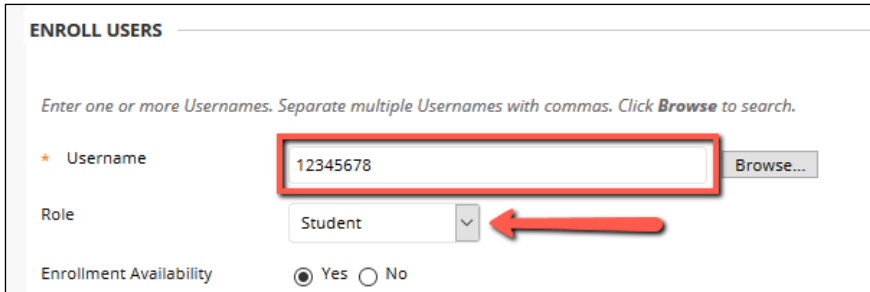 ENROLL USERS
Enter one or more Usernames. Separate multiple Usernames with commas. Click Browse to search.
* Username 12345678 Browse...
Role Student
Enrollment Availability Yes No